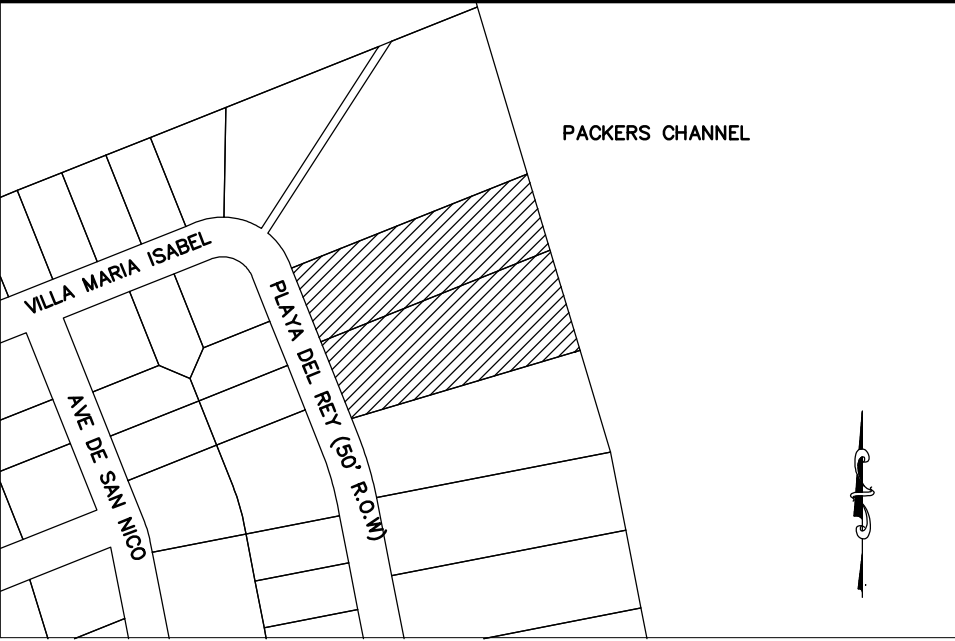 PACKERS CHANNEL
VILLA MARIA ISABEL
PLAYA DEL REY (50' R.O.W)
AVE DE SAN NICO